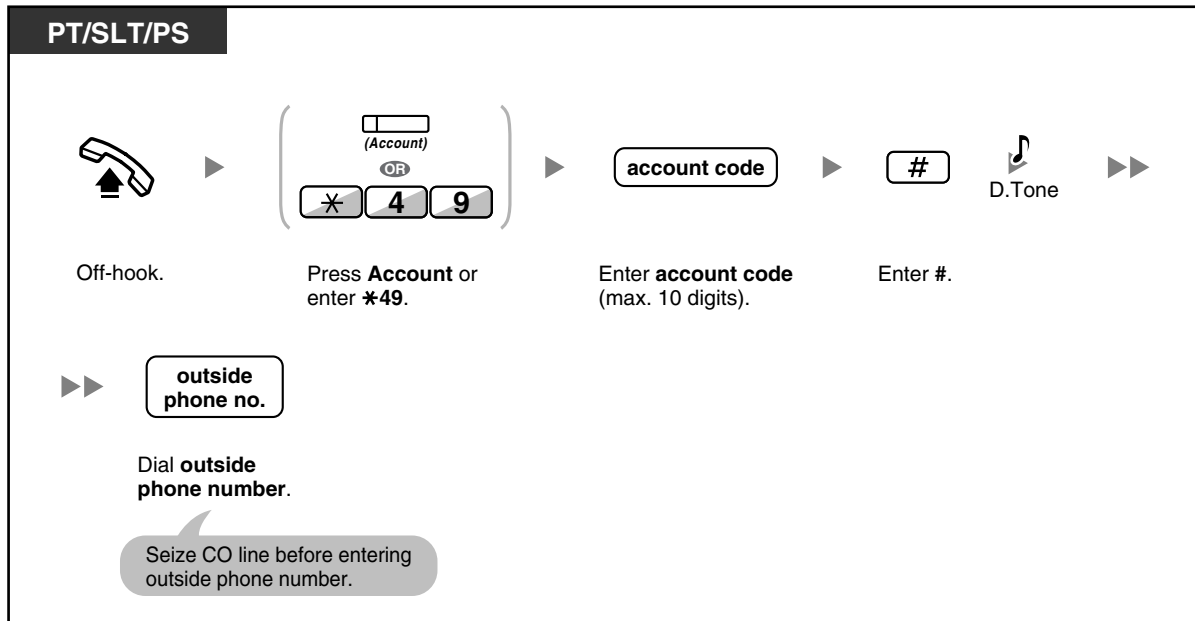 PT/SLT/PS
(Account)
OR
* 4 9
account code
#
D.Tone
Off-hook.
Press Account or
enter *49.
Enter account code
(max. 10 digits).
Enter #.
outside
phone no.
Dial outside
phone number.
Seize CO line before entering
outside phone number.